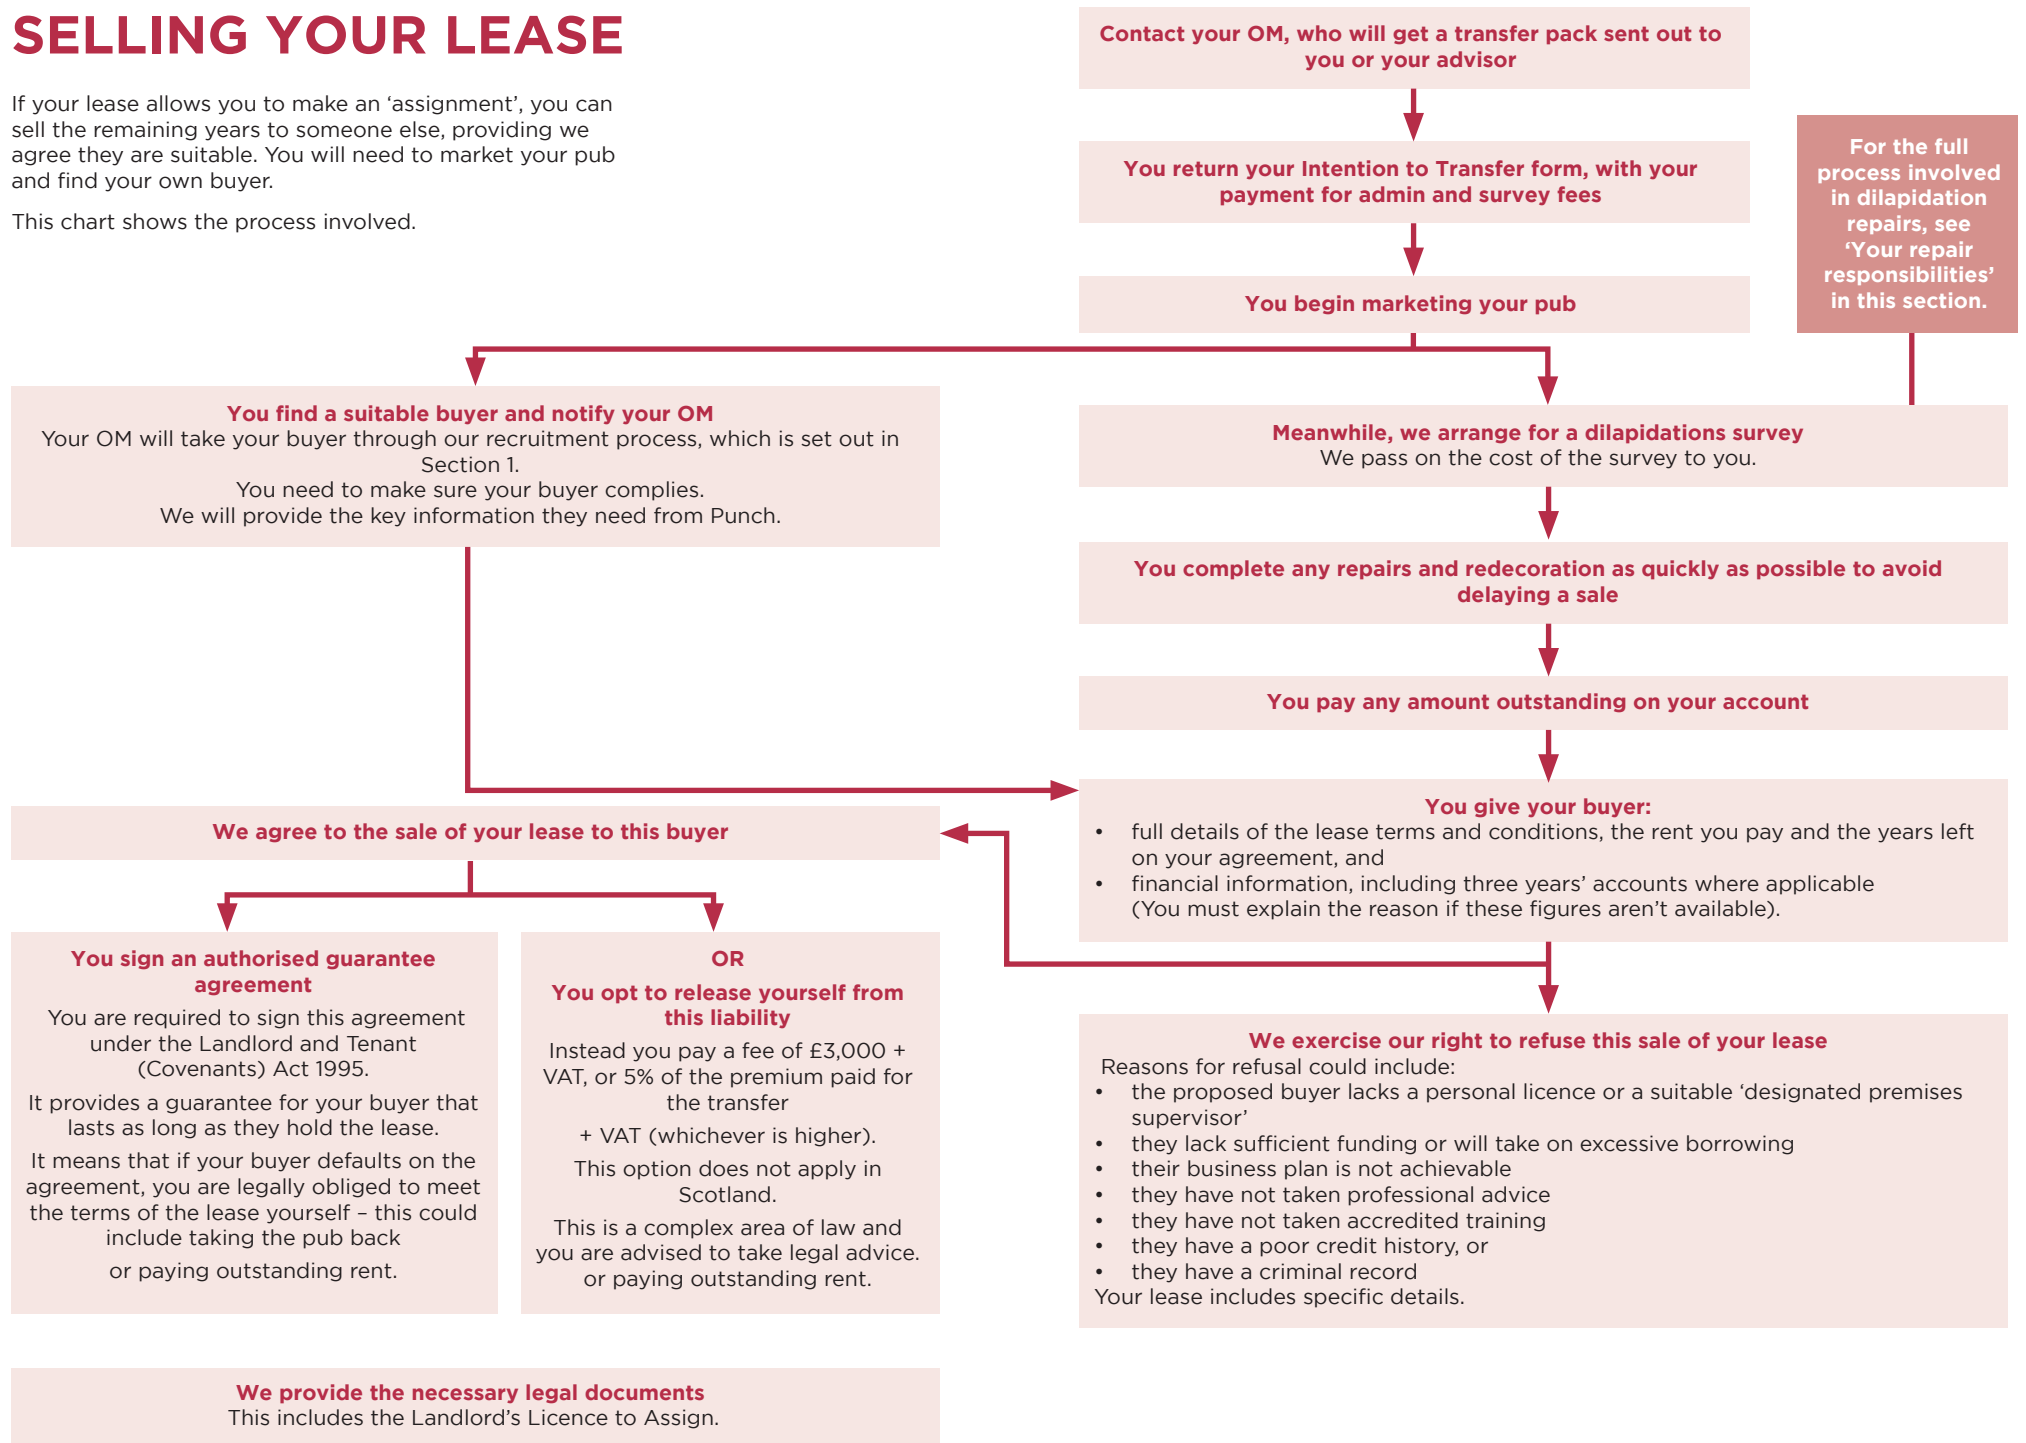 SELLING YOUR LEASE
If your lease allows you to make an ‘assignment’, you can
sell the remaining years to someone else, providing we
agree they are suitable. You will need to market your pub
and find your own buyer.
This chart shows the process involved.
Contact your OM, who will get a transfer pack sent out to
you or your advisor
You return your Intention to Transfer form, with your
payment for admin and survey fees
You begin marketing your pub
For the full
process involved
in dilapidation
repairs, see
‘Your repair
responsibilities’
in this section.
You find a suitable buyer and notify your OM
Your OM will take your buyer through our recruitment process, which is set out in
Section 1.
You need to make sure your buyer complies.
We will provide the key information they need from Punch.
Meanwhile, we arrange for a dilapidations survey
We pass on the cost of the survey to you.
You complete any repairs and redecoration as quickly as possible to avoid
delaying a sale
You pay any amount outstanding on your account
You give your buyer:
• full details of the lease terms and conditions, the rent you pay and the years left
on your agreement, and
• financial information, including three years’ accounts where applicable
(You must explain the reason if these figures aren’t available).
We agree to the sale of your lease to this buyer
You sign an authorised guarantee
agreement
You are required to sign this agreement
under the Landlord and Tenant
(Covenants) Act 1995.
It provides a guarantee for your buyer that
lasts as long as they hold the lease.
It means that if your buyer defaults on the
agreement, you are legally obliged to meet
the terms of the lease yourself – this could
include taking the pub back
or paying outstanding rent.
OR
You opt to release yourself from
this liability
Instead you pay a fee of £3,000 +
VAT, or 5% of the premium paid for
the transfer
+ VAT (whichever is higher).
This option does not apply in
Scotland.
This is a complex area of law and
you are advised to take legal advice.
or paying outstanding rent.
We exercise our right to refuse this sale of your lease
Reasons for refusal could include:
• the proposed buyer lacks a personal licence or a suitable ‘designated premises
supervisor’
• they lack sufficient funding or will take on excessive borrowing
• their business plan is not achievable
• they have not taken professional advice
• they have not taken accredited training
• they have a poor credit history, or
• they have a criminal record
Your lease includes specific details.
We provide the necessary legal documents
This includes the Landlord’s Licence to Assign.